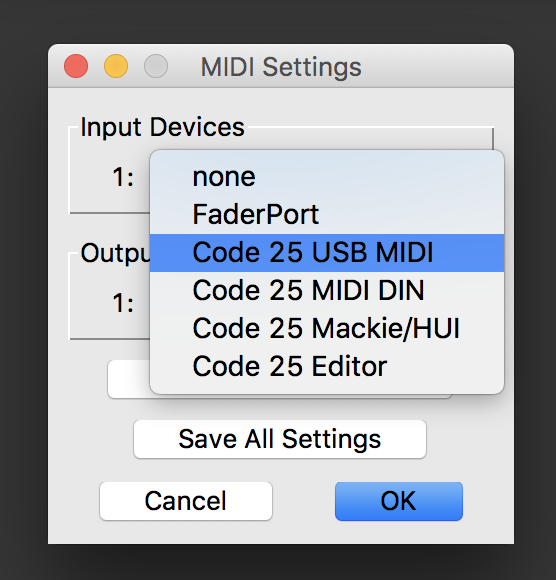 MIDI Settings
Input Devices
1:
none
FaderPort
Code 25 USB MIDI
Outpu
Code 25 MIDI DIN
1:
Code 25 Mackie/HUI
Code 25 Editor
Save All Settings
Cancel
OK